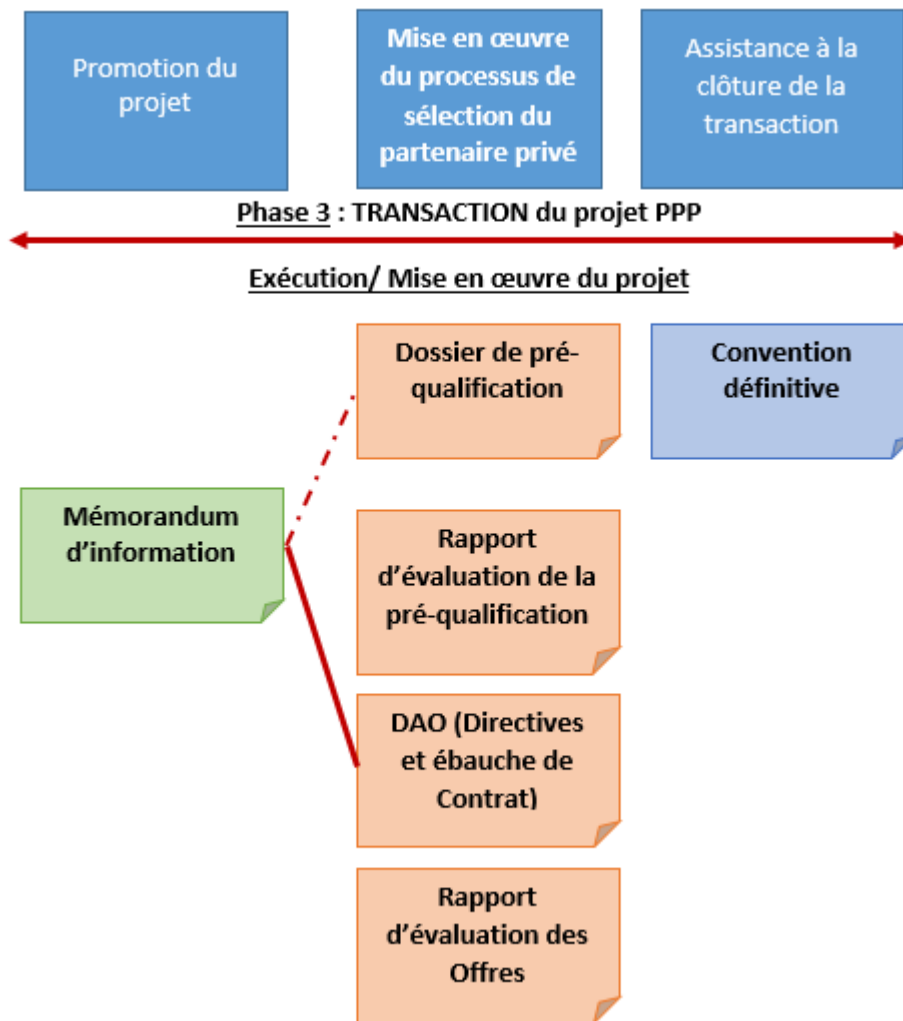 Promotion du
projet
Mise en œuvre
du processus de
sélection du
partenaire privé
Assistance à la
clôture de la
transaction
Phase 3 : TRANSACTION du projet PPP
Exécution/ Mise en œuvre du projet
Dossier de pré-
qualification
Convention
définitive
Mémorandum
d’information
Rapport
d’évaluation de la
pré-qualification
DAO (Directives
et ébauche de
Contrat)
Rapport
d’évaluation des
Offres